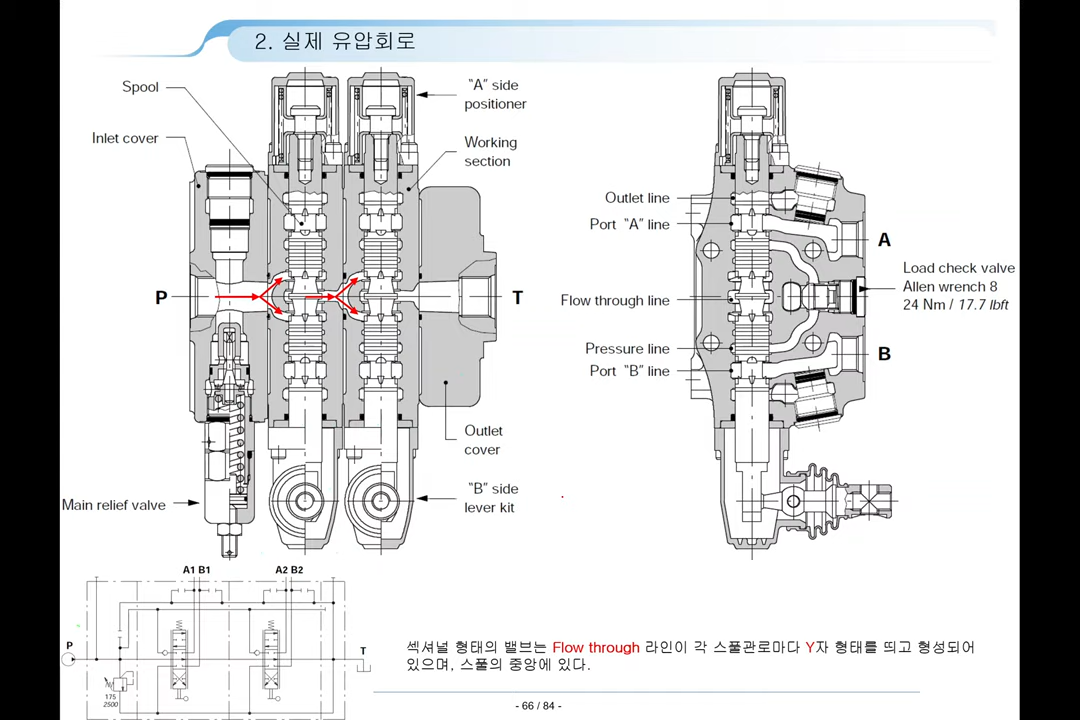 2. 실제 유압회로
Spool
Inlet cover
"A" side
positioner
Working
section
P
T
Outlet
cover
"B" side
lever kit
Main relief valve
Outlet line
Port "A" line
Flow through line
Pressure line
Port "B" line
A
B
Load check valve
Allen wrench 8
24 Nm / 17.7 lbft
A1 B1
A2 B2
P
T
175
2500
섹셔널 형태의 밸브는 Flow through 라인이 각 스풀관로마다 Y자 형태를 띄고 형성되어
있으며, 스풀의 중앙에 있다.
- 66 / 84 -